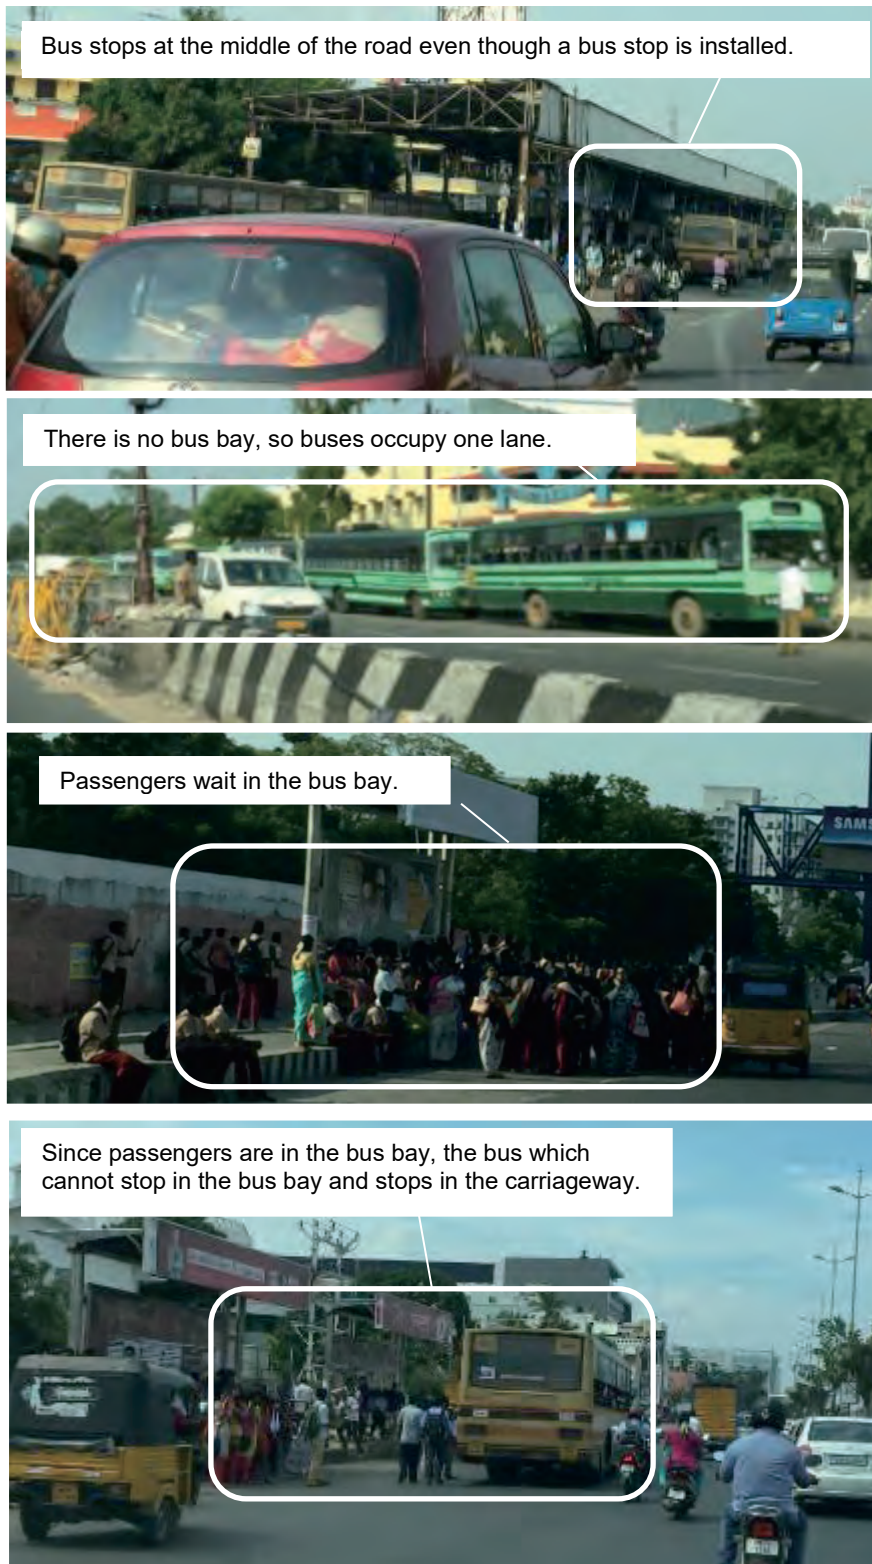 Bus stops at the middle of the road even though a bus stop is installed.
There is no bus bay, so buses occupy one lane.
Passengers wait in the bus bay.
SAMS
Since passengers are in the bus bay, the bus which
cannot stop in the bus bay and stops in the carriageway.